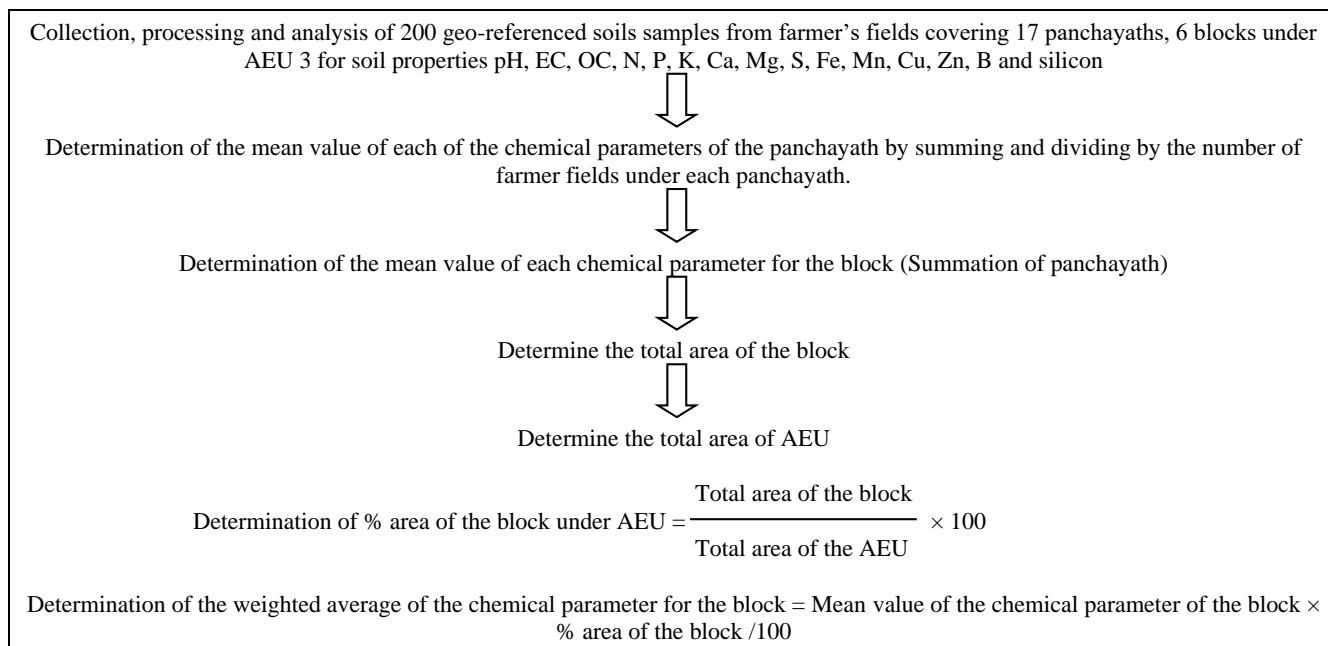 Collection, processing and analysis of 200 geo-referenced soils samples from farmer's fields covering 17 panchayaths, 6 blocks under
AEU 3 for soil properties pH, EC, OC, N, P, K, Ca, Mg, S, Fe, Mn, Cu, Zn, B and silicon
Determination of the mean value of each of the chemical parameters of the panchayath by summing and dividing by the number of
farmer fields under each panchayath.
Determination of the mean value of each chemical parameter for the block (Summation of panchayath)
Determine the total area of the block
Determine the total area of AEU
Total area of the block
Determination of % area of the block under AEU = × 100
Total area of the AEU
Determination of the weighted average of the chemical parameter for the block = Mean value of the chemical parameter of the block ×
% area of the block /100